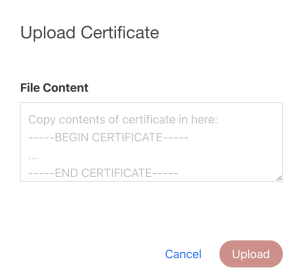 Upload Certificate
File Content
Copy contents of certificate in here:
-----BEGIN CERTIFICATE-----
...
-----END CERTIFICATE-----
Cancel
Upload